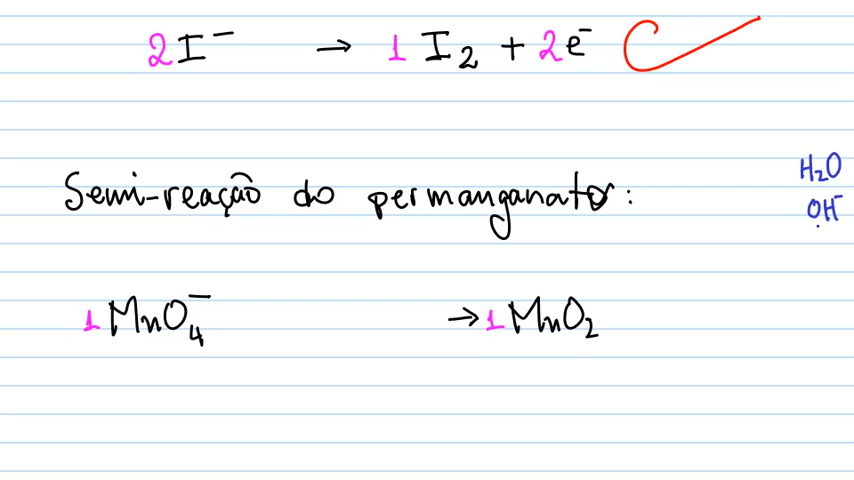 2I⁻ → 1 I₂ + 2e⁻
Semi-reação do permanganato:
H₂O
OH⁻
1 MnO₄⁻ → 1 MnO₂